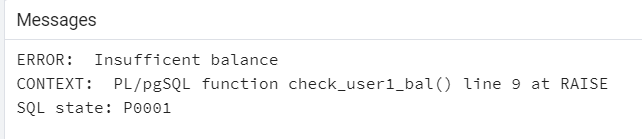 Messages
ERROR:  Insufficent balance
CONTEXT:  PL/pgSQL function check_user1_bal() line 9 at RAISE
SQL state: P0001